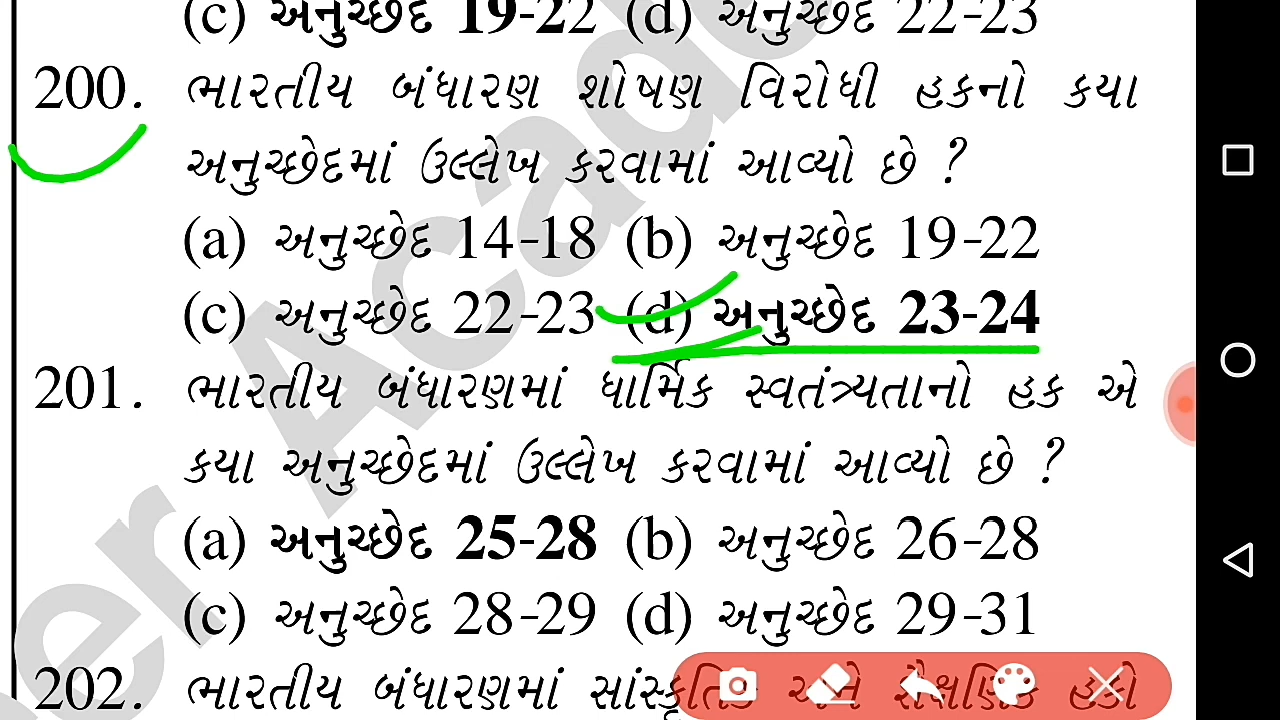 (c) અનુચ્છેદ 19-22 (d) અનુચ્છેદ 22-23
200. ભારતીય બંધારણ શોષણ વિરોધી હકનો કયા
અનુચ્છેદમાં ઉલ્લેખ કરવામાં આવ્યો છે ?
(a) અનુચ્છેદ 14-18 (b) અનુચ્છેદ 19-22
(c) અનુચ્છેદ 22-23 (d) અનુચ્છેદ 23-24
201. ભારતીય બંધારણમાં ધાર્મિક સ્વતંત્ર્યતાનો હક એ
કયા અનુચ્છેદમાં ઉલ્લેખ કરવામાં આવ્યો છે ?
(a) અનુચ્છેદ 25-28 (b) અનુચ્છેદ 26-28
(c) અનુચ્છેદ 28-29 (d) અનુચ્છેદ 29-31
202. ભારતીય બંધારણમાં સાંસ્કૃતિક અને શૈક્ષણિક હકો